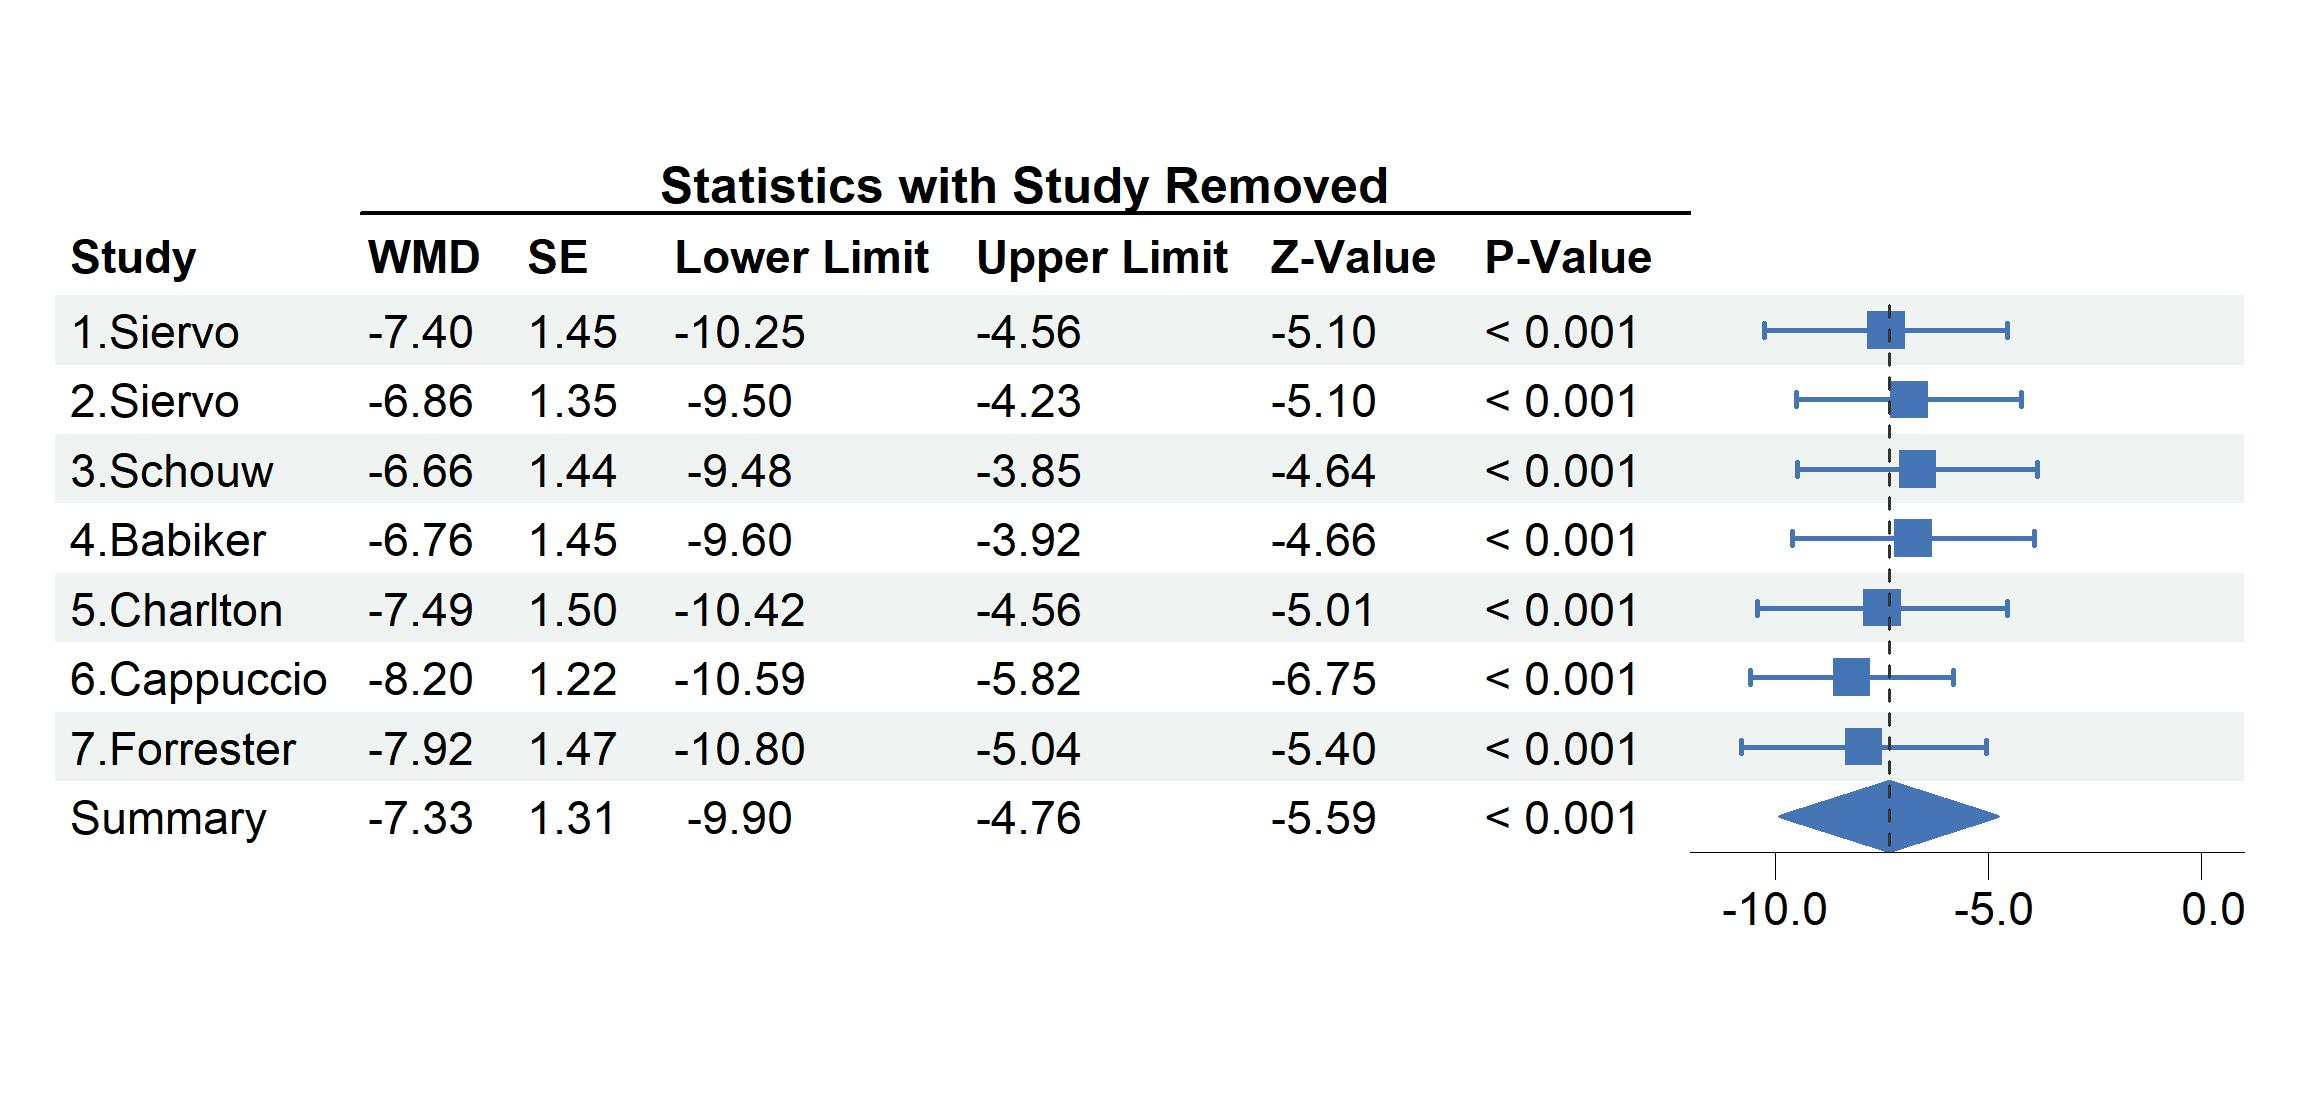 Statistics with Study Removed
Study WMD SE Lower Limit Upper Limit Z-Value P-Value
1.Siervo -7.40 1.45 -10.25 -4.56 -5.10 < 0.001
2.Siervo -6.86 1.35 -9.50 -4.23 -5.10 < 0.001
3.Schouw -6.66 1.44 -9.48 -3.85 -4.64 < 0.001
4.Babiker -6.76 1.45 -9.60 -3.92 -4.66 < 0.001
5.Charlton -7.49 1.50 -10.42 -4.56 -5.01 < 0.001
6.Cappuccio -8.20 1.22 -10.59 -5.82 -6.75 < 0.001
7.Forrester -7.92 1.47 -10.80 -5.04 -5.40 < 0.001
Summary -7.33 1.31 -9.90 -4.76 -5.59 < 0.001
-10.0 -5.0 0.0